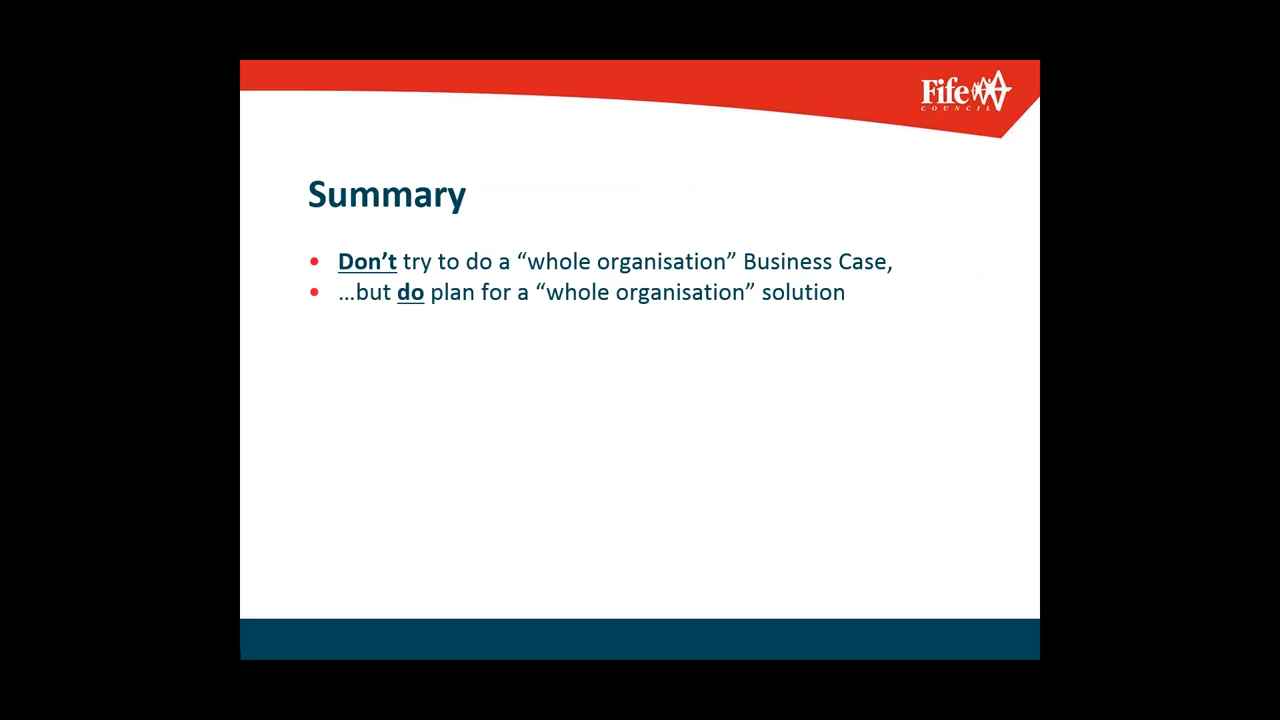 Fife
COUNCIL
Summary
• Don’t try to do a “whole organisation” Business Case,
• …but do plan for a “whole organisation” solution